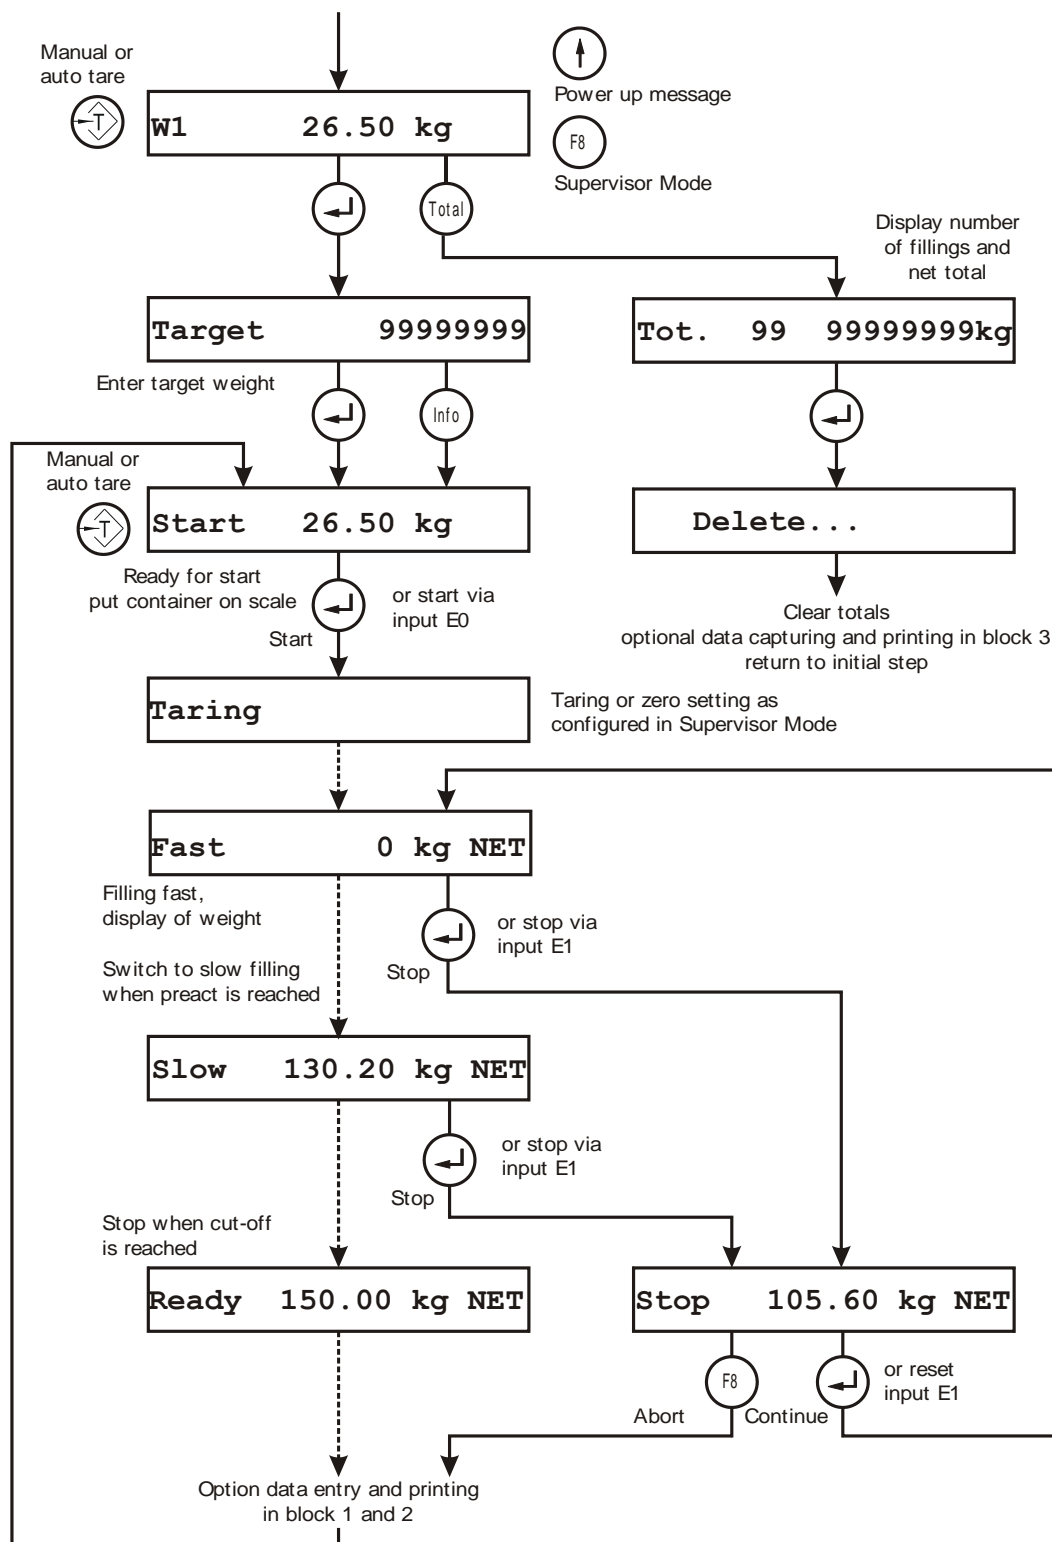 Manual or
auto tare
T
W1 26.50 kg
Power up message
F8
Supervisor Mode
Total
Display number
of fillings and
net total
Target 99999999
Tot. 99 99999999kg
Enter target weight
Info
Manual or
auto tare
T
Start 26.50 kg
Delete...
Ready for start
put container on scale
or start via
input E0
Start
Clear totals
optional data capturing and printing in block 3
return to initial step
Taring
Taring or zero setting as
configured in Supervisor Mode
Fast 0 kg NET
Filling fast,
display of weight
or stop via
input E1
Stop
Switch to slow filling
when preact is reached
Slow 130.20 kg NET
or stop via
input E1
Stop
Stop when cut-off
is reached
Ready 150.00 kg NET
Stop 105.60 kg NET
F8
or reset
input E1
Abort
Continue
Option data entry and printing
in block 1 and 2